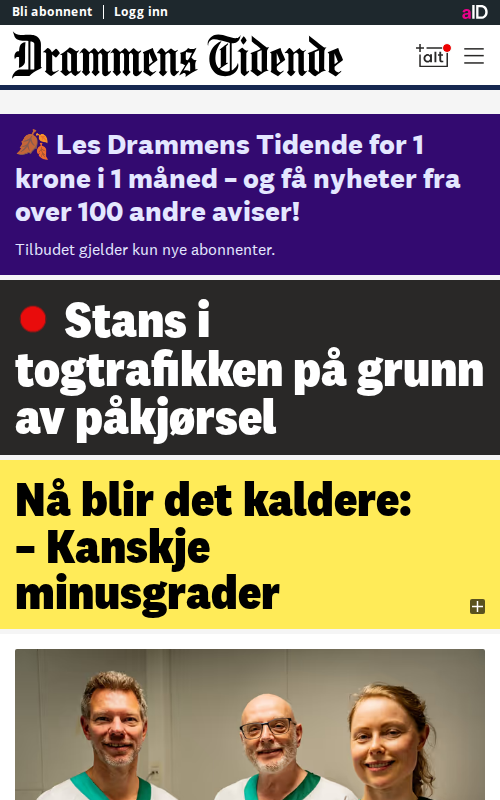 Bli abonnent | Logg inn
aID
Drammens Tidende
+alt
🍂 Les Drammens Tidende for 1
krone i 1 måned – og få nyheter fra
over 100 andre aviser!
Tilbudet gjelder kun nye abonnenter.
Stans i
togtrafikken på grunn
av påkjørsel
Nå blir det kaldere:
– Kanskje
minusgrader